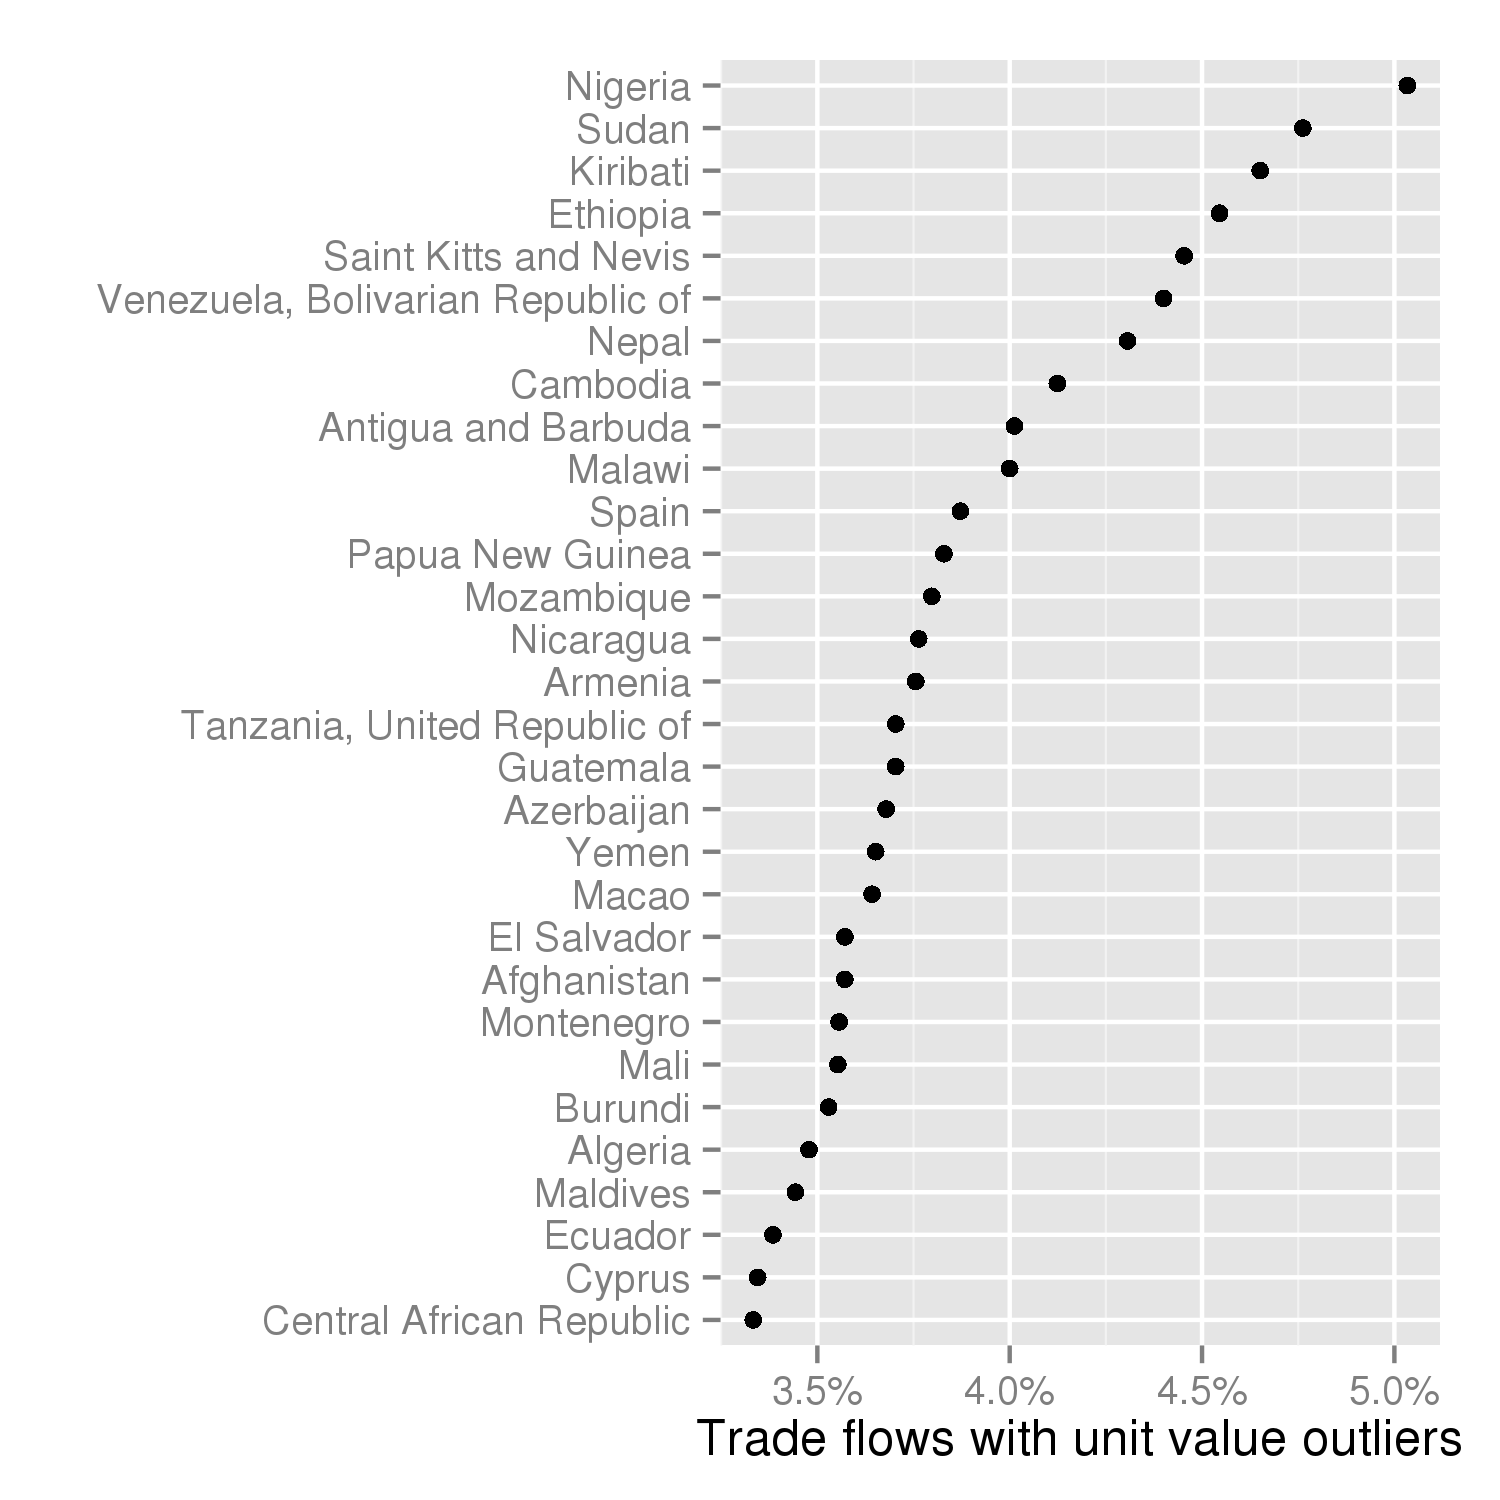 Nigeria
Sudan
Kiribati
Ethiopia
Saint Kitts and Nevis
Venezuela, Bolivarian Republic of
Nepal
Cambodia
Antigua and Barbuda
Malawi
Spain
Papua New Guinea
Mozambique
Nicaragua
Armenia
Tanzania, United Republic of
Guatemala
Azerbaijan
Yemen
Macao
El Salvador
Afghanistan
Montenegro
Mali
Burundi
Algeria
Maldives
Ecuador
Cyprus
Central African Republic
3.5% 4.0% 4.5% 5.0%
Trade flows with unit value outliers